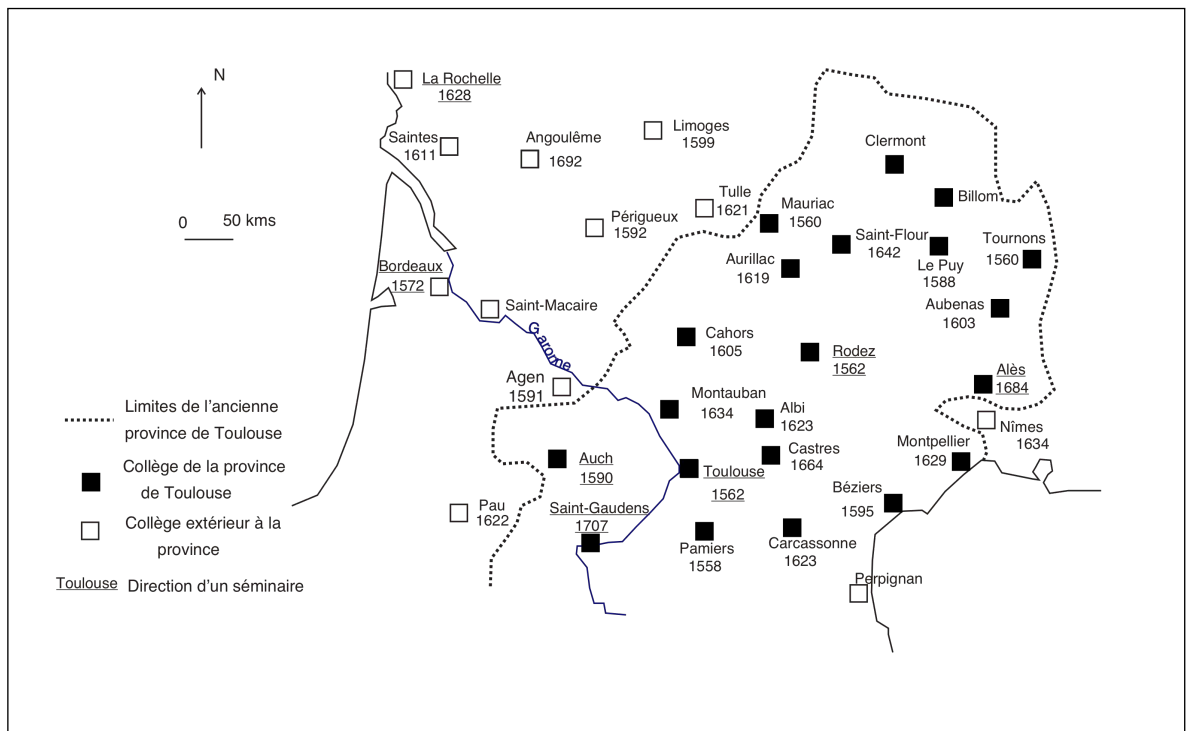 N
La Rochelle
1628
Saintes
1611
Angoulême
1692
Limoges
1599
Clermont
Billom
Tulle
1621
Mauriac
1560
Périgueux
1592
Saint-Flour
1642
Tournons
1560
Le Puy
1588
Aurillac
1619
0 50 kms
Bordeaux
1572
Saint-Macaire
Aubenas
1603
Garonne
Cahors
1605
Rodez
1562
Agen
1591
Alès
1684
Montauban
1634
Albi
1623
Nîmes
1634
Montpellier
1629
Castres
1664
Auch
1590
Toulouse
1562
Béziers
1595
Pau
1622
Saint-Gaudens
1707
Pamiers
1558
Carcassonne
1623
Perpignan
Limites de l'ancienne
province de Toulouse
Collège de la province
de Toulouse
Collège extérieur à la
province
Toulouse Direction d'un séminaire